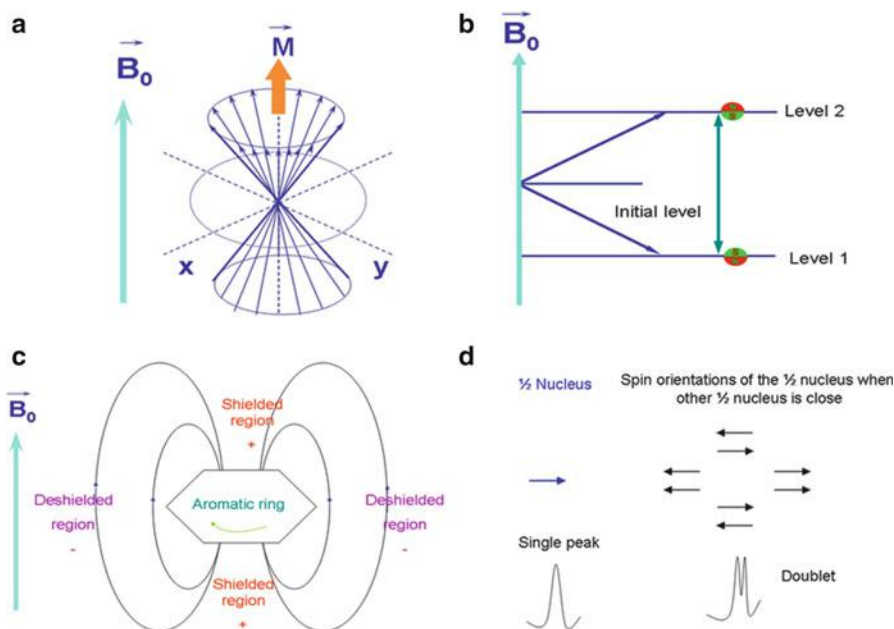 a
B₀
M
x
y
b
B₀
Level 2
Initial level
Level 1
c
B₀
Shielded
region
+
Deshielded
region
-
Aromatic ring
Deshielded
region
-
Shielded
region
+
d
½ Nucleus
Spin orientations of the ½ nucleus when
other ½ nucleus is close
Single peak
Doublet